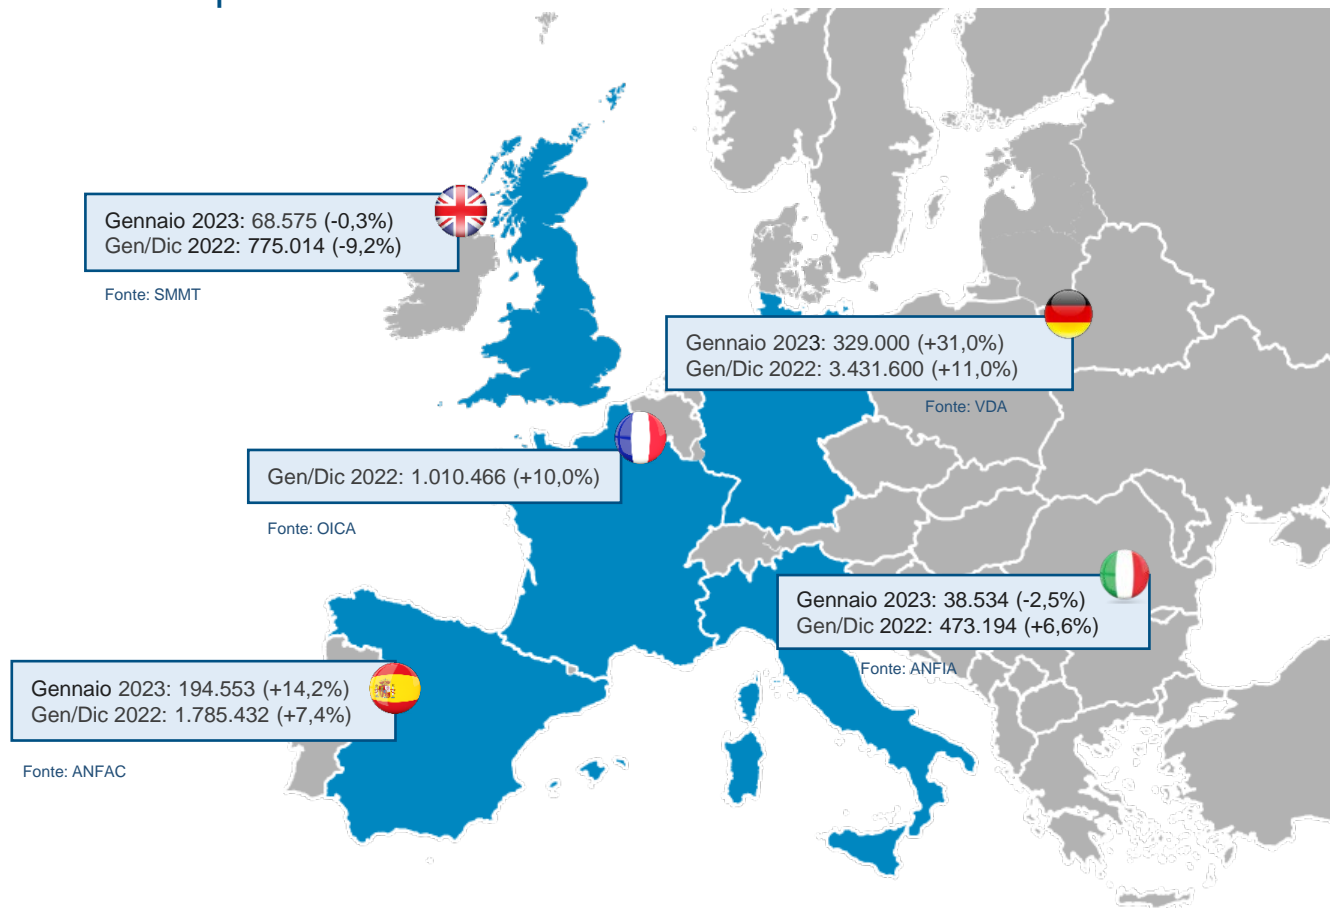 Gennaio 2023: 68.575 (-0,3%)
Gen/Dic 2022: 775.014 (-9,2%)
Fonte: SMMT
Gennaio 2023: 329.000 (+31,0%)
Gen/Dic 2022: 3.431.600 (+11,0%)
Fonte: VDA
Gen/Dic 2022: 1.010.466 (+10,0%)
Fonte: OICA
Gennaio 2023: 38.534 (-2,5%)
Gen/Dic 2022: 473.194 (+6,6%)
Fonte: ANFIA
Gennaio 2023: 194.553 (+14,2%)
Gen/Dic 2022: 1.785.432 (+7,4%)
Fonte: ANFAC